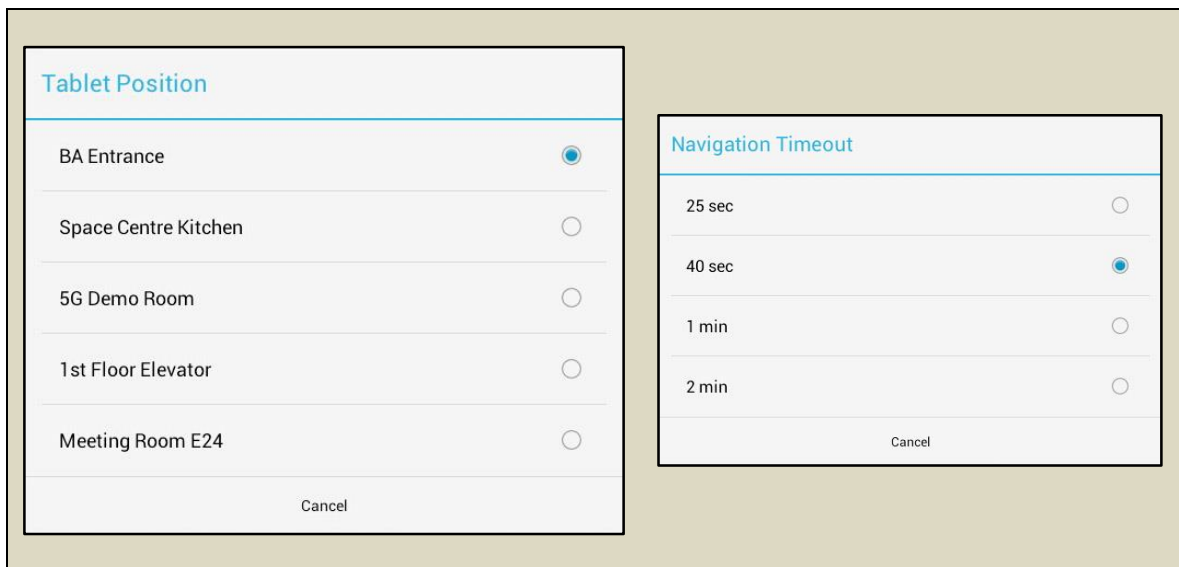 Tablet Position
BA Entrance
Space Centre Kitchen
5G Demo Room
1st Floor Elevator
Meeting Room E24
Cancel
Navigation Timeout
25 sec
40 sec
1 min
2 min
Cancel